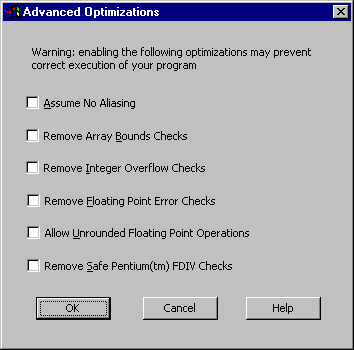 Advanced Optimizations
Warning: enabling the following optimizations may prevent
correct execution of your program
Assume No Aliasing
Remove Array Bounds Checks
Remove Integer Overflow Checks
Remove Floating Point Error Checks
Allow Unrounded Floating Point Operations
Remove Safe Pentium(tm) FDIV Checks
OK Cancel Help